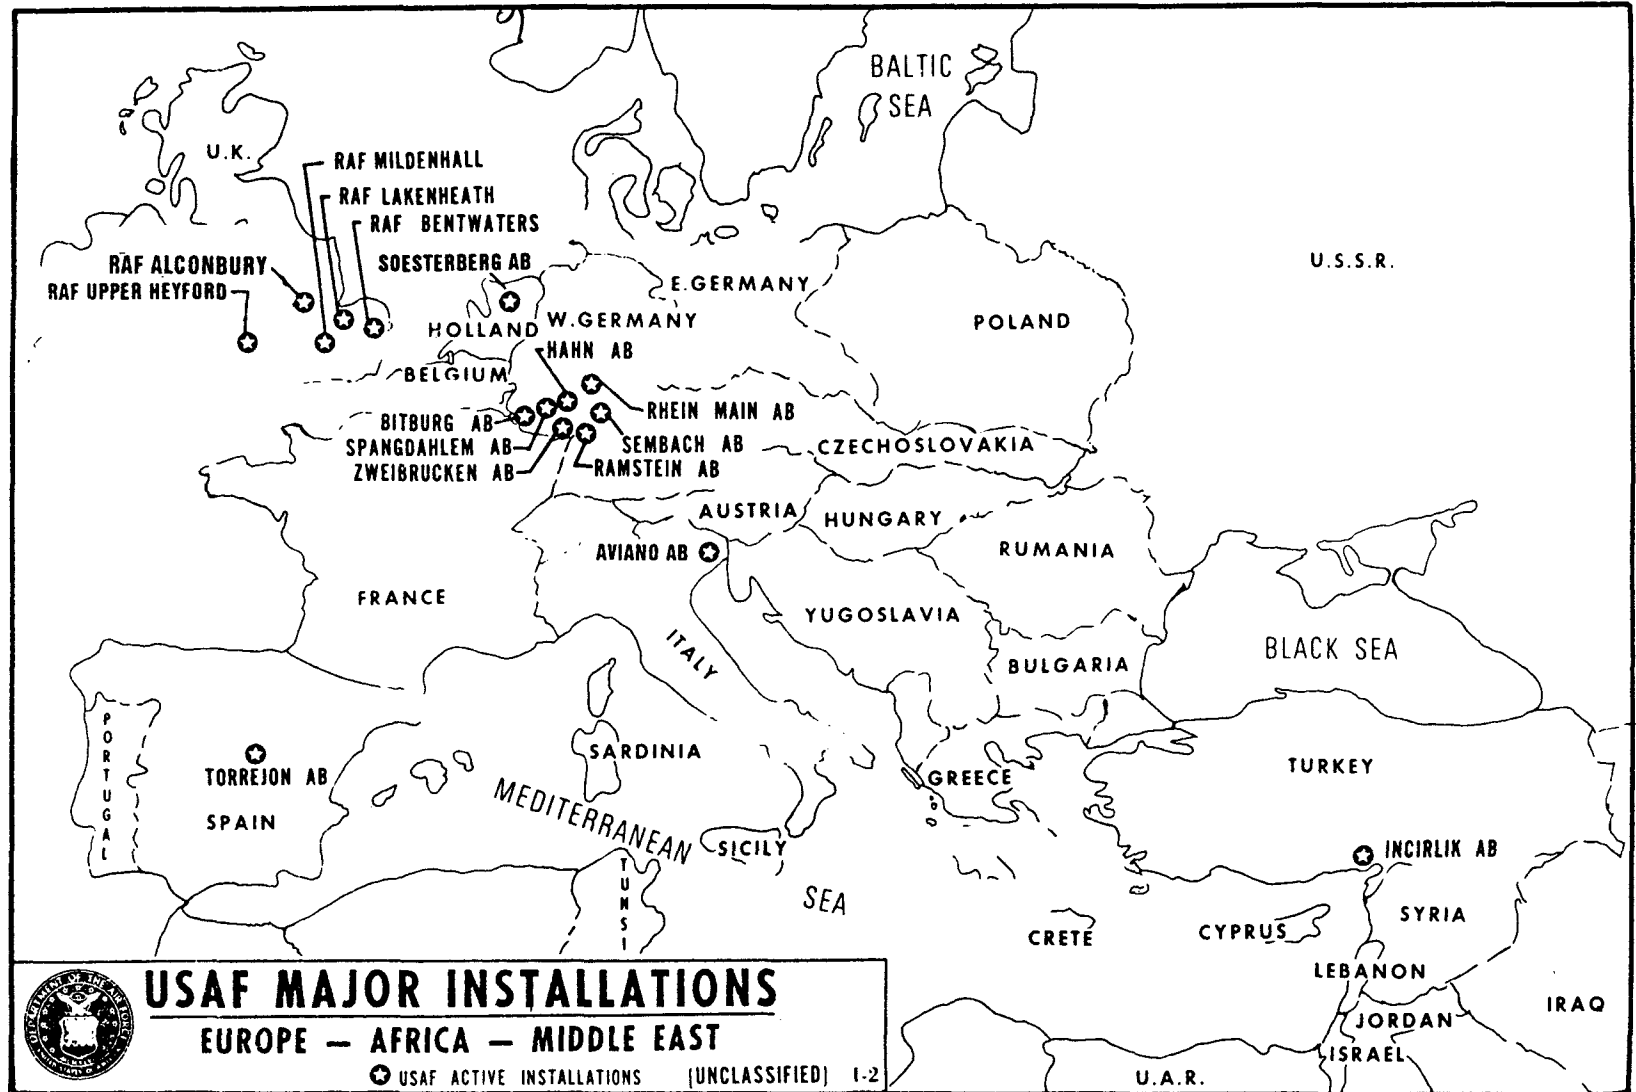 BALTIC
SEA
U.K.
RAF MILDENHALL
RAF LAKENHEATH
RAF BENTWATERS
RAF ALCONBURY
RAF UPPER HEYFORD
SOESTERBERG AB
U.S.S.R.
E. GERMANY
HOLLAND
W. GERMANY
POLAND
HAHN AB
BELGIUM
BITBURG AB
RHEIN MAIN AB
SPANGDAHLEM AB
SEMBACH AB
CZECHOSLOVAKIA
ZWEIBRUCKEN AB
RAMSTEIN AB
AUSTRIA
HUNGARY
AVIANO AB
RUMANIA
FRANCE
YUGOSLAVIA
ITALY
BLACK SEA
BULGARIA
PORTUGAL
SARDINIA
TORREJON AB
GREECE
TURKEY
MEDITERRANEAN
SPAIN
SICILY
INCIRLIK AB
TUNSI
SEA
SYRIA
CRETE
CYPRUS
LEBANON
IRAQ
JORDAN
ISRAEL
U.A.R.
USAF MAJOR INSTALLATIONS
EUROPE — AFRICA — MIDDLE EAST
USAF ACTIVE INSTALLATIONS (UNCLASSIFIED) I-2